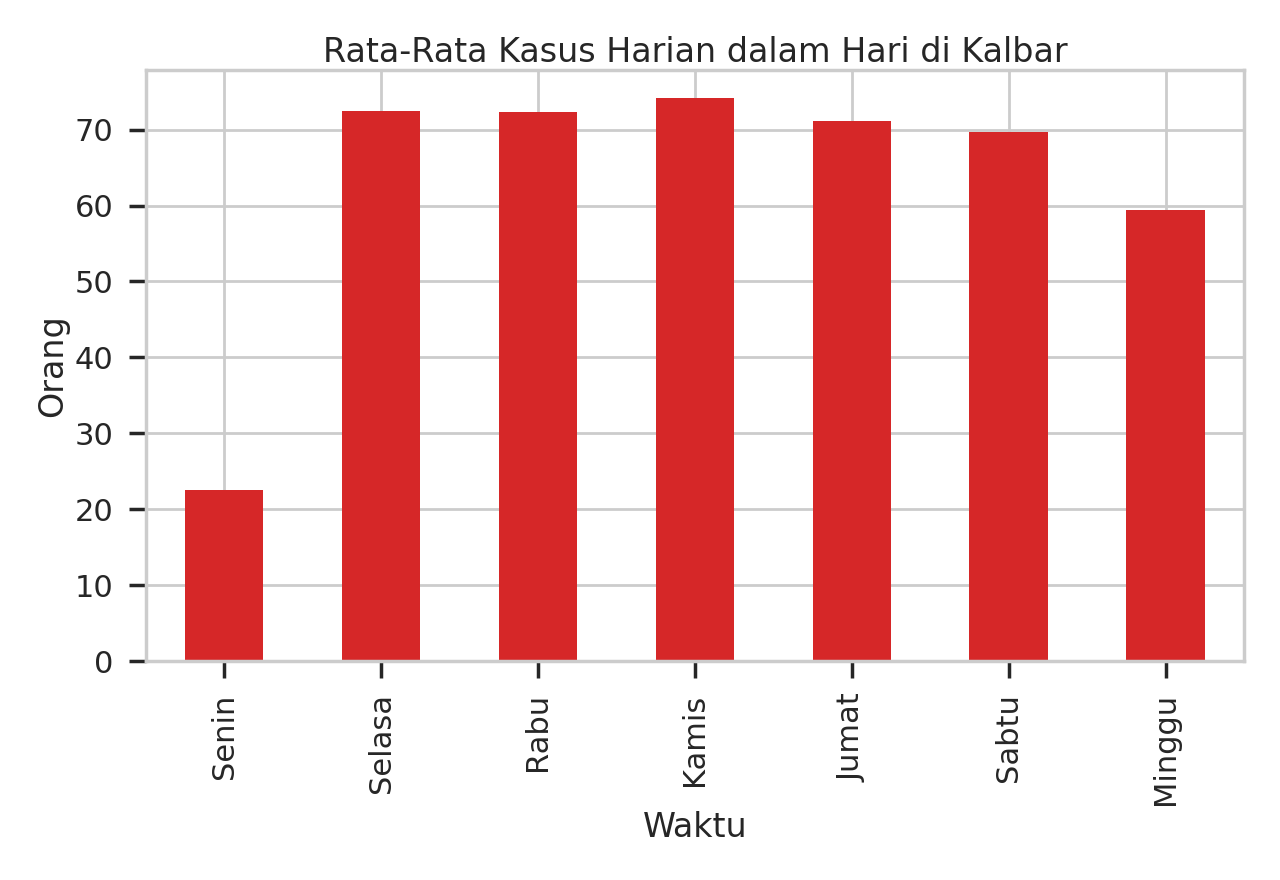 Rata-Rata Kasus Harian dalam Hari di Kalbar
Orang
70
60
50
40
30
20
10
0
Senin
Selasa
Rabu
Kamis
Jumat
Sabtu
Minggu
Waktu